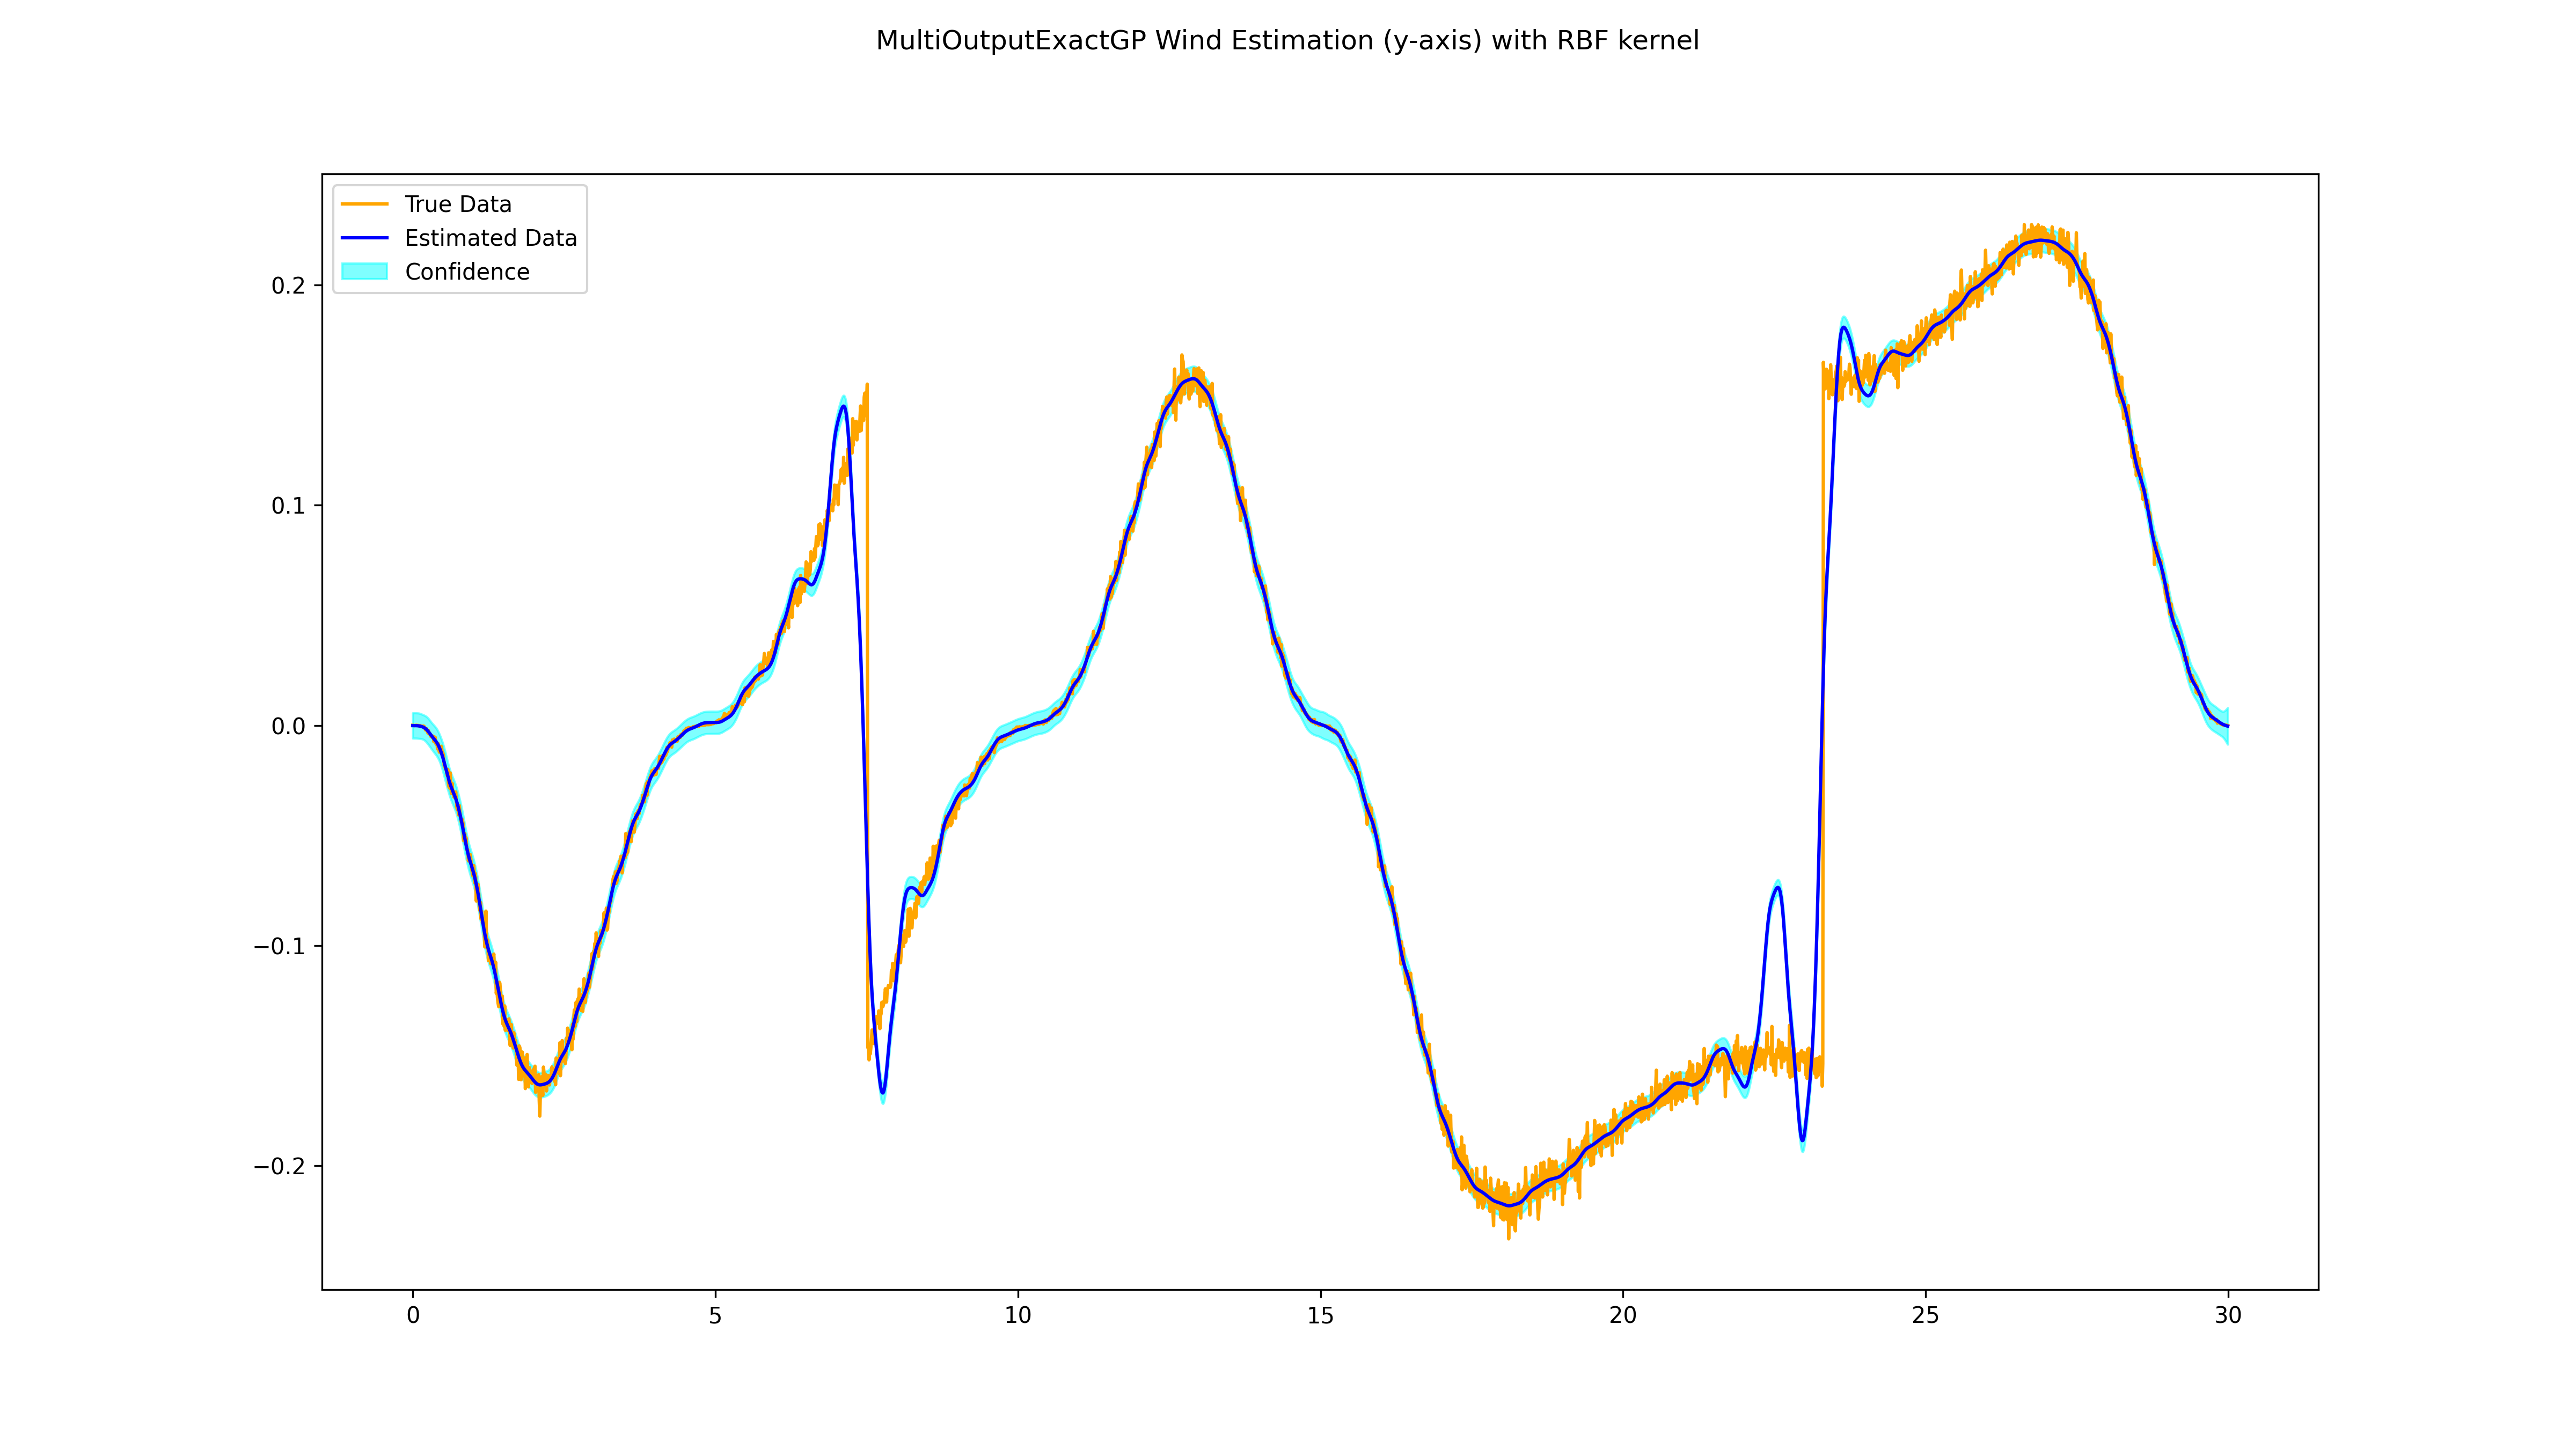 MultiOutputExactGP Wind Estimation (y-axis) with RBF kernel
True Data
Estimated Data
Confidence
0.2
0.1
0.0
−0.1
−0.2
0 5 10 15 20 25 30